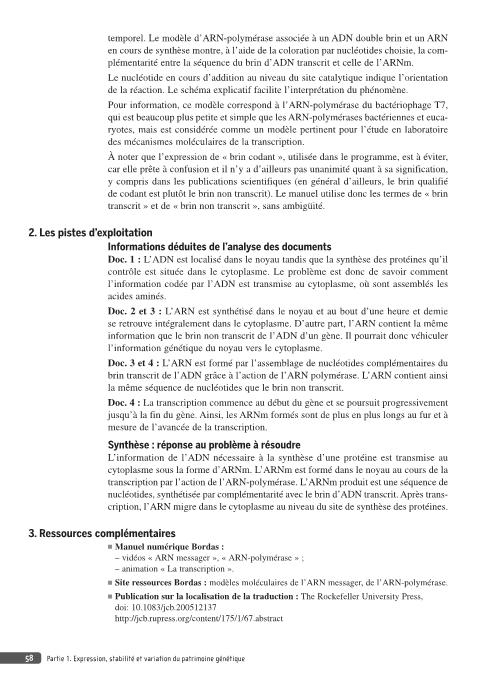 temporel. Le modèle d'ARN-polymérase associée à un ADN double brin et un ARN
en cours de synthèse montre, à l'aide de la coloration par nucléotides choisie, la com-
plémentarité entre la séquence du brin d'ADN transcrit et celle de l'ARNm.
Le nucléotide en cours d'addition au niveau du site catalytique indique l'orientation
de la réaction. Le schéma explicatif facilite l'interprétation du phénomène.
Pour information, ce modèle correspond à l'ARN-polymérase du bactériophage T7,
qui est beaucoup plus petite et simple que les ARN-polymérases bactériennes et euca-
ryotes, mais est considérée comme un modèle pertinent pour l'étude en laboratoire
des mécanismes moléculaires de la transcription.
À noter que l'expression de « brin codant », utilisée dans le programme, est à éviter,
car elle prête à confusion et il n'y a d'ailleurs pas unanimité quant à sa signification,
y compris dans les publications scientifiques (en général d'ailleurs, le brin qualifié
de codant est plutôt le brin non transcrit). Le manuel utilise donc les termes de « brin
transcrit » et de « brin non transcrit », sans ambigüité.
2. Les pistes d'exploitation
Informations déduites de l'analyse des documents
Doc. 1 : L'ADN est localisé dans le noyau tandis que la synthèse des protéines qu'il
contrôle est située dans le cytoplasme. Le problème est donc de savoir comment
l'information codée par l'ADN est transmise au cytoplasme, où sont assemblés les
acides aminés.
Doc. 2 et 3 : L'ARN est synthétisé dans le noyau et au bout d'une heure et demie
se retrouve intégralement dans le cytoplasme. D'autre part, l'ARN contient la même
information que le brin non transcrit de l'ADN d'un gène. Il pourrait donc véhiculer
l'information génétique du noyau vers le cytoplasme.
Doc. 3 et 4 : L'ARN est formé par l'assemblage de nucléotides complémentaires du
brin transcrit de l'ADN grâce à l'action de l'ARN polymérase. L'ARN contient ainsi
la même séquence de nucléotides que le brin non transcrit.
Doc. 4 : La transcription commence au début du gène et se poursuit progressivement
jusqu'à la fin du gène. Ainsi, les ARNm formés sont de plus en plus longs au fur et à
mesure de l'avancée de la transcription.
Synthèse : réponse au problème à résoudre
L'information de l'ADN nécessaire à la synthèse d'une protéine est transmise au
cytoplasme sous la forme d'ARNm. L'ARNm est formé dans le noyau au cours de la
transcription par l'action de l'ARN-polymérase. L'ARNm produit est une séquence de
nucléotides, synthétisée par complémentarité avec le brin d'ADN transcrit. Après trans-
cription, l'ARN migre dans le cytoplasme au niveau du site de synthèse des protéines.
3. Ressources complémentaires
■ Manuel numérique Bordas :
– vidéos « ARN messager », « ARN-polymérase » ;
– animation « La transcription ».
■ Site ressources Bordas : modèles moléculaires de l'ARN messager, de l'ARN-polymérase.
■ Publication sur la localisation de la traduction : The Rockefeller University Press,
doi: 10.1083/jcb.200512137
http://jcb.rupress.org/content/175/1/67.abstract
58 Partie 1. Expression, stabilité et variation du patrimoine génétique